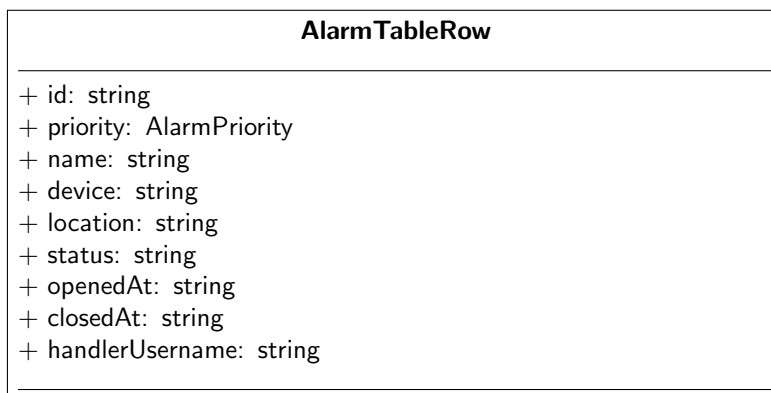 AlarmTableRow
+ id: string
+ priority: AlarmPriority
+ name: string
+ device: string
+ location: string
+ status: string
+ openedAt: string
+ closedAt: string
+ handlerUsername: string